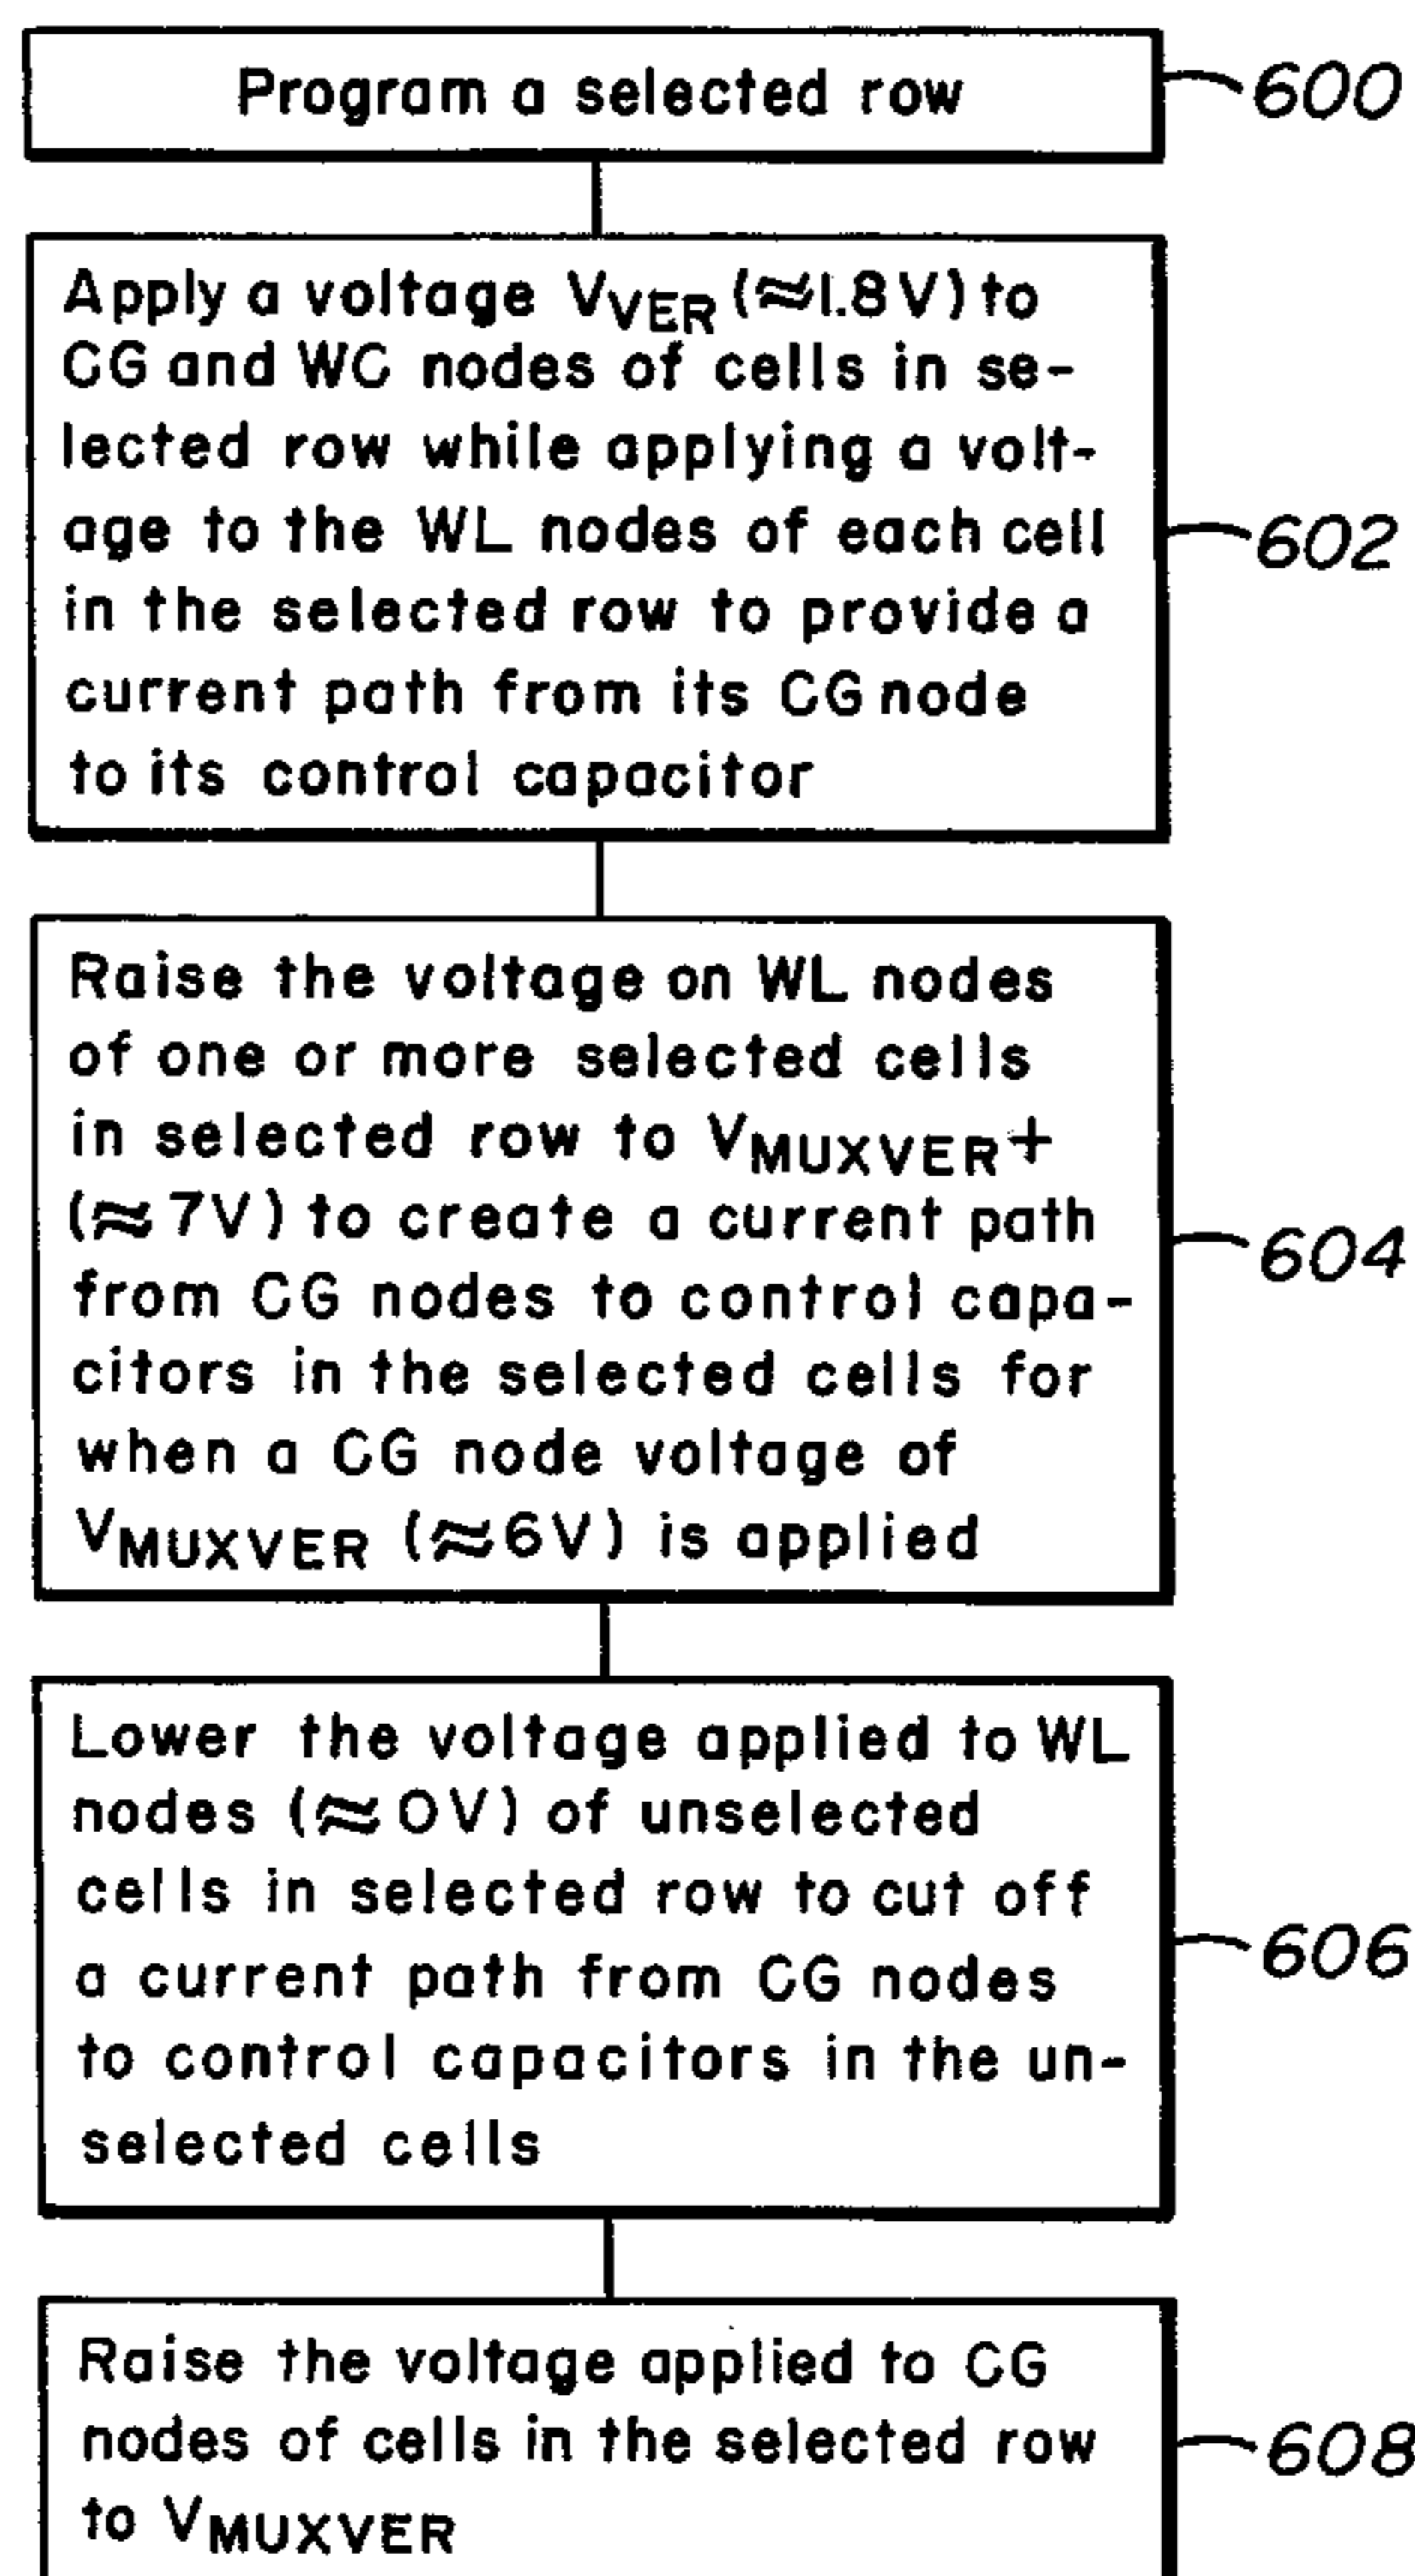 Program a selected row
600
Apply a voltage VVER (≈1.8V) to
CG and WC nodes of cells in se-
lected row while applying a volt-
age to the WL nodes of each cell
in the selected row to provide a
current path from its CG node
to its control capacitor
602
Raise the voltage on WL nodes
of one or more selected cells
in selected row to VMUXVER+
(≈7V) to create a current path
from CG nodes to control capa-
citors in the selected cells for
when a CG node voltage of
VMUXVER (≈6V) is applied
604
Lower the voltage applied to WL
nodes (≈0V) of unselected
cells in selected row to cut off
a current path from CG nodes
to control capacitors in the un-
selected cells
606
Raise the voltage applied to CG
nodes of cells in the selected row
to VMUXVER
608